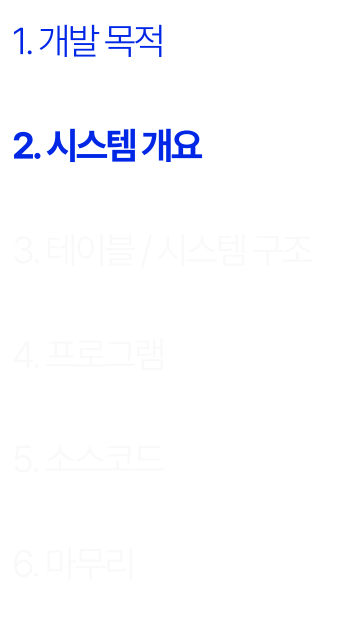 1. 개발 목적
2. 시스템 개요
3. 테이블 / 시스템 구조
4. 프로그램
5. 소스코드
6. 마무리